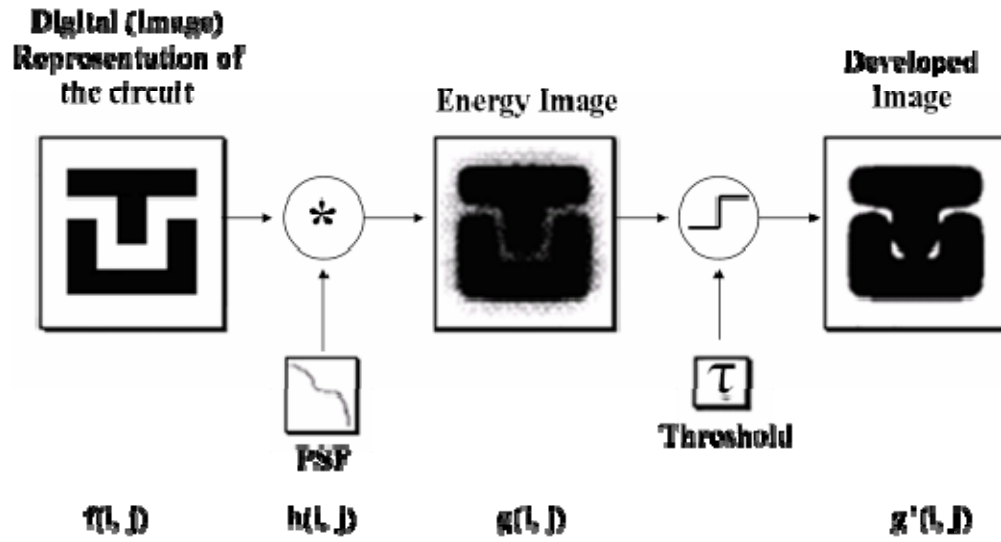 Digital (Image)
Representation of
the circuit
Energy Image
Developed
Image
*
τ
PSF
Threshold
f(i, j)
h(i, j)
g(i, j)
g'(i, j)